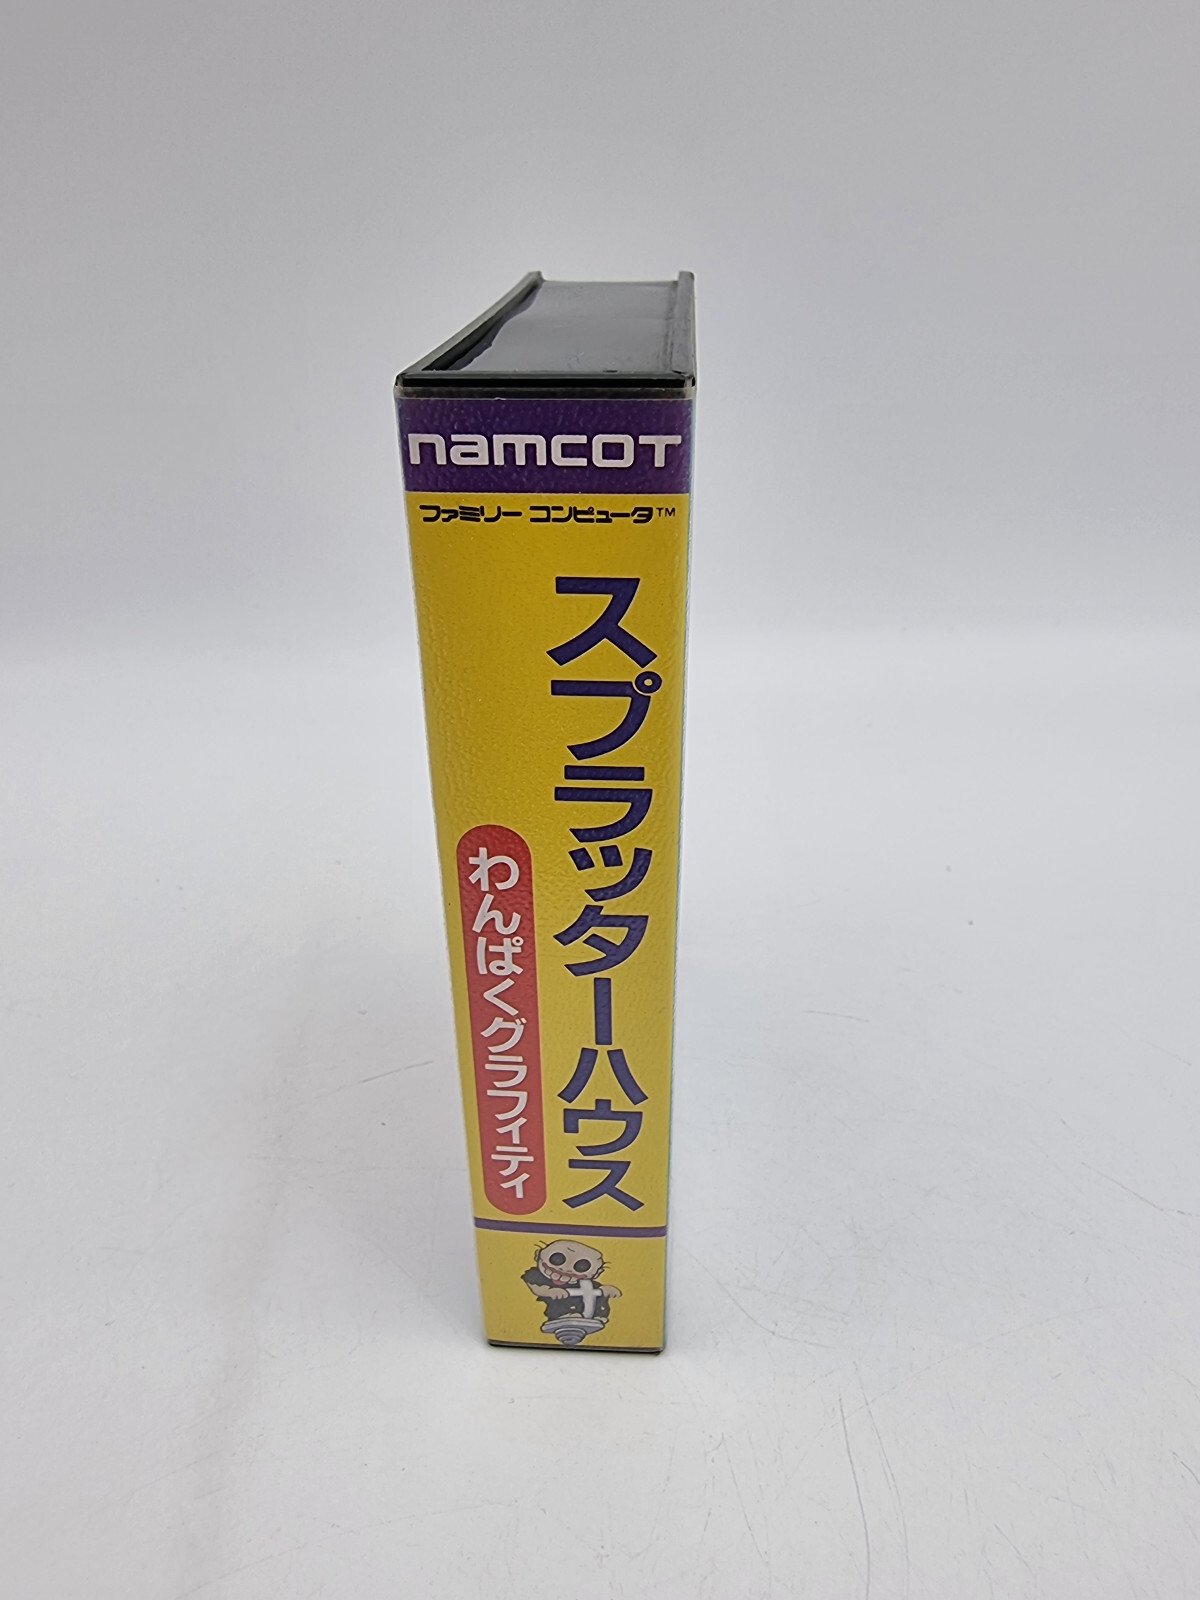 namcot
ファミリー コンピュータ™
スプラッターハウス
わんぱくグラフィティ